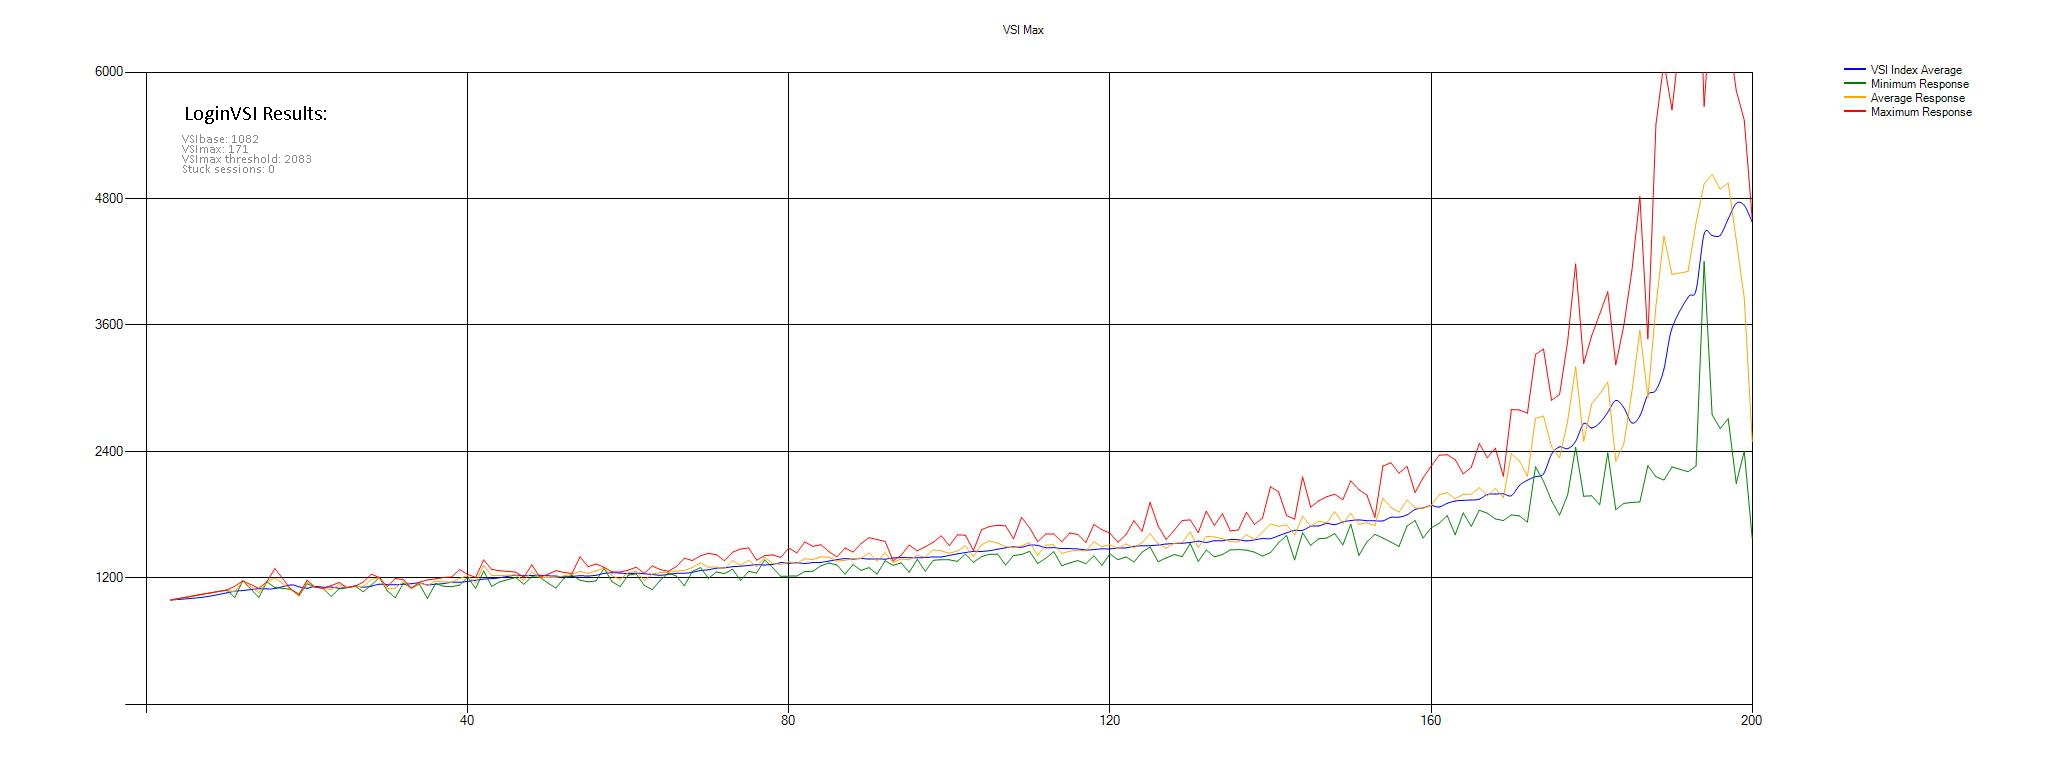 VSI Max
6000
4800
3600
2400
1200
LoginVSI Results:
VSIbase: 1082
VSImax: 171
VSImax threshold: 2083
Stuck sessions: 0
VSI Index Average
Minimum Response
Average Response
Maximum Response
40
80
120
160
200